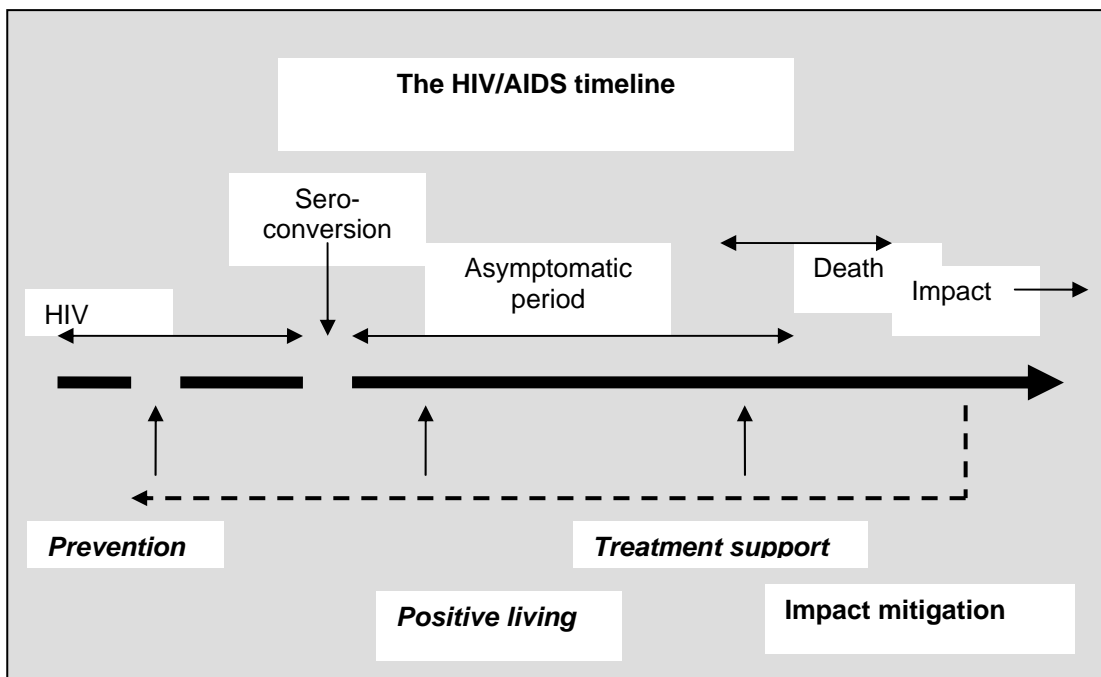 The HIV/AIDS timeline
Sero-
conversion
Asymptomatic
period
Death
Impact
HIV
Prevention
Treatment support
Positive living
Impact mitigation